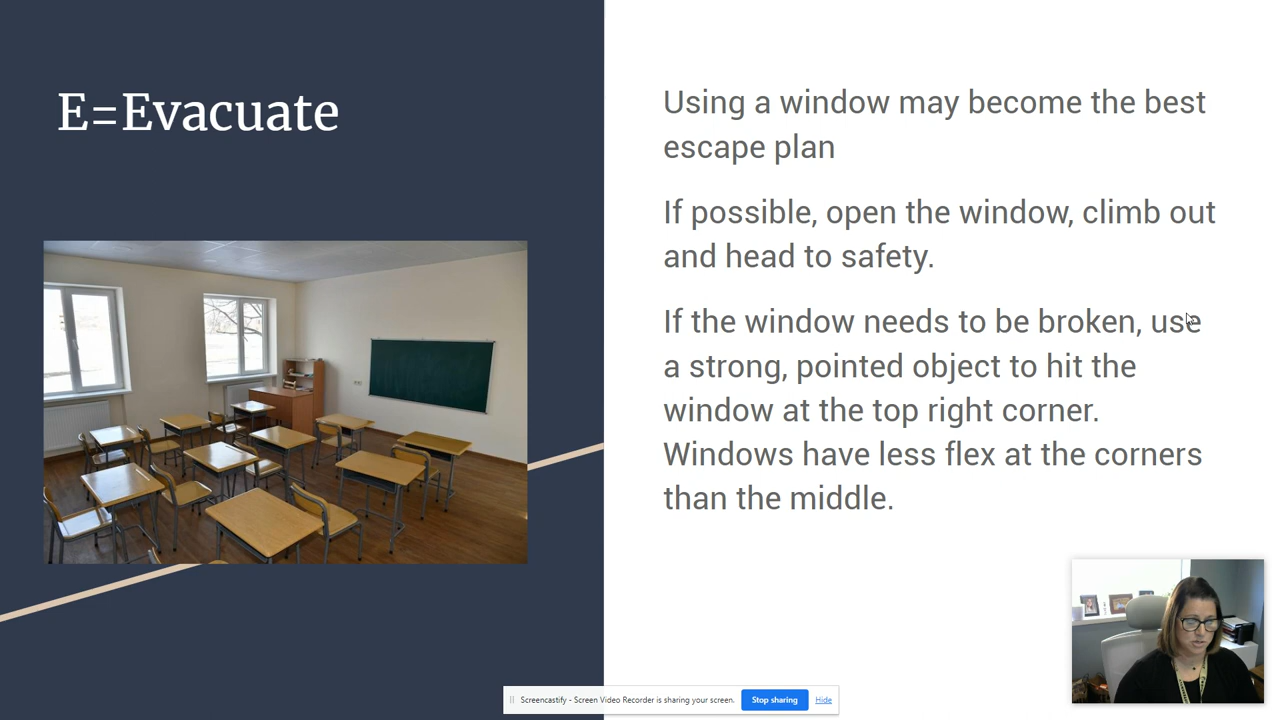 E=Evacuate
Using a window may become the best
escape plan
If possible, open the window, climb out
and head to safety.
If the window needs to be broken, use
a strong, pointed object to hit the
window at the top right corner.
Windows have less flex at the corners
than the middle.
Screencastify - Screen Video Recorder is sharing your screen.
Stop sharing
Hide